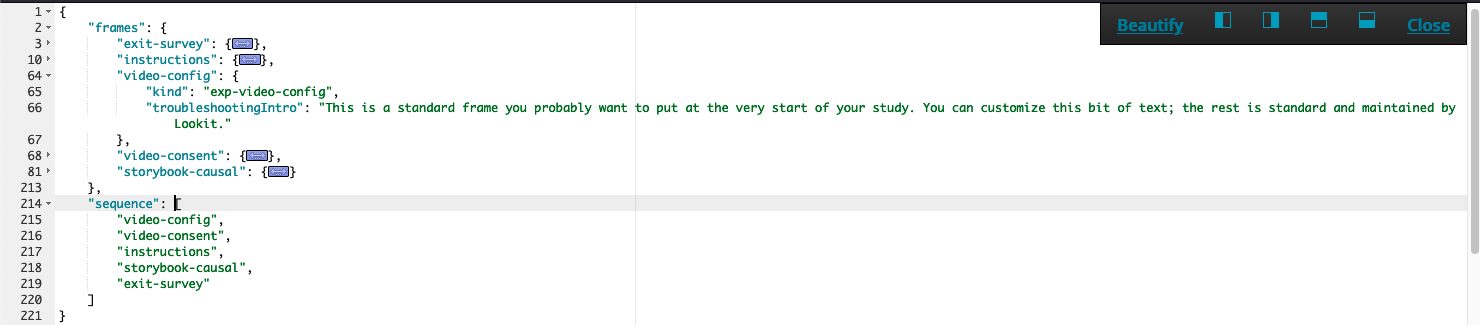 1 {
2 "frames": {
3 "exit-survey": {},
10 "instructions": {},
64 "video-config": {
65 "kind": "exp-video-config",
66 "troubleshootingIntro": "This is a standard frame you probably want to put at the very start of your study. You can customize this bit of text; the rest is standard and maintained by
Lookit."
67 },
68 "video-consent": {},
81 "storybook-causal": {}
213 },
214 "sequence": [
215 "video-config",
216 "video-consent",
217 "instructions",
218 "storybook-causal",
219 "exit-survey"
220 ]
221 }
Beautify Close